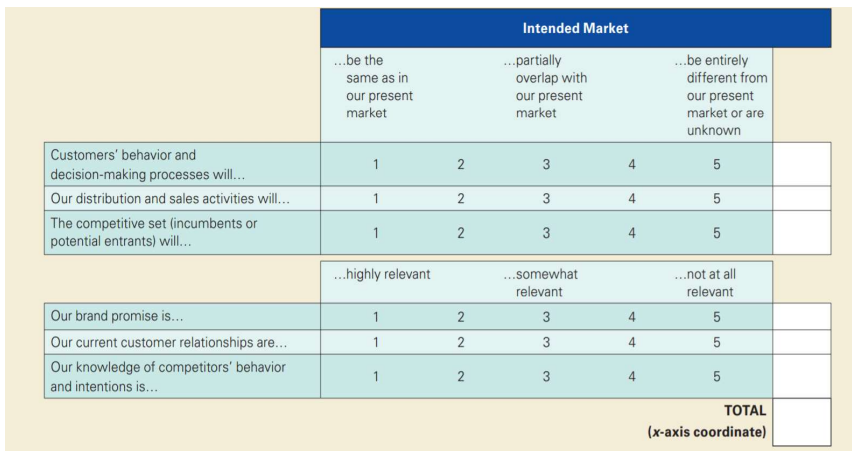 Intended Market
…be the
same as in
our present
market
…partially
overlap with
our present
market
…be entirely
different from
our present
market or are
unknown
Customers’ behavior and
decision-making processes will…
1 2 3 4 5
Our distribution and sales activities will…
1 2 3 4 5
The competitive set (incumbents or
potential entrants) will…
1 2 3 4 5
…highly relevant
…somewhat
relevant
…not at all
relevant
Our brand promise is…
1 2 3 4 5
Our current customer relationships are…
1 2 3 4 5
Our knowledge of competitors’ behavior
and intentions is…
1 2 3 4 5
TOTAL
(x-axis coordinate)